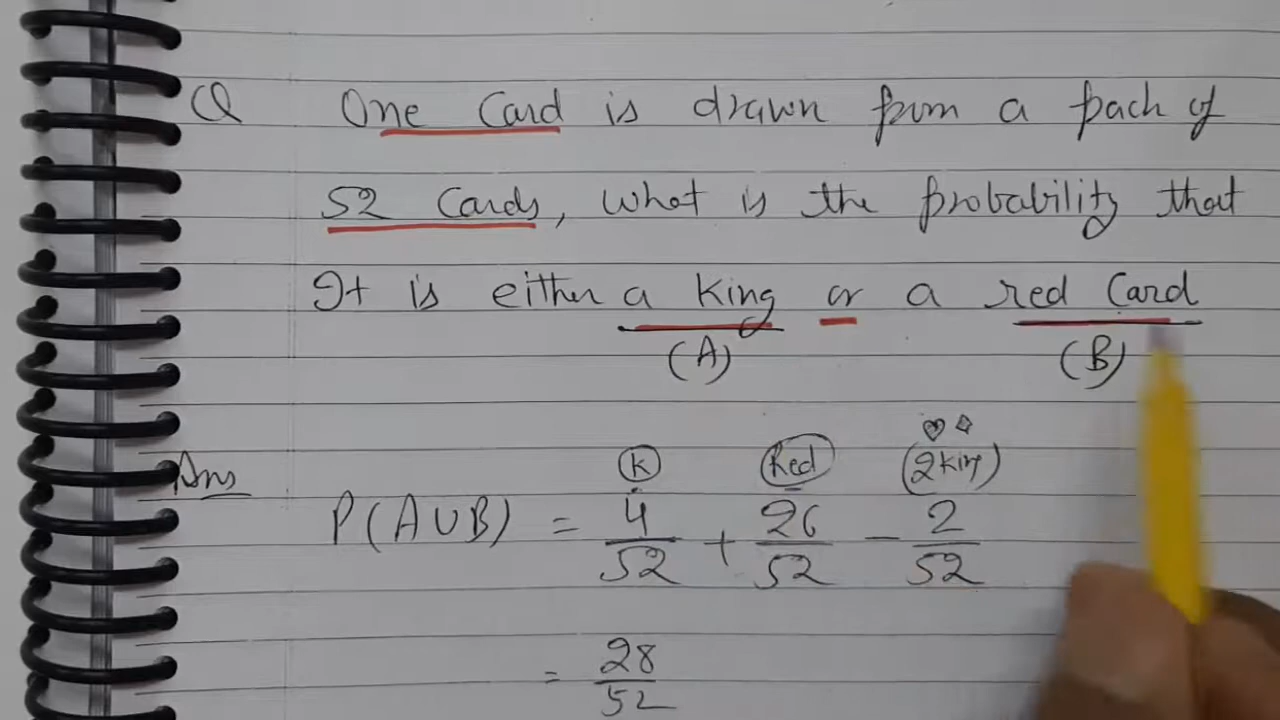 Q One Card is drawn from a pack of
52 Cards, what is the probability that
It is either a king or a red Card
(A) (B)
♡ ◇
K Red (2 King)
Ans P(A∪B) = 4/52 + 26/52 - 2/52
= 28/52